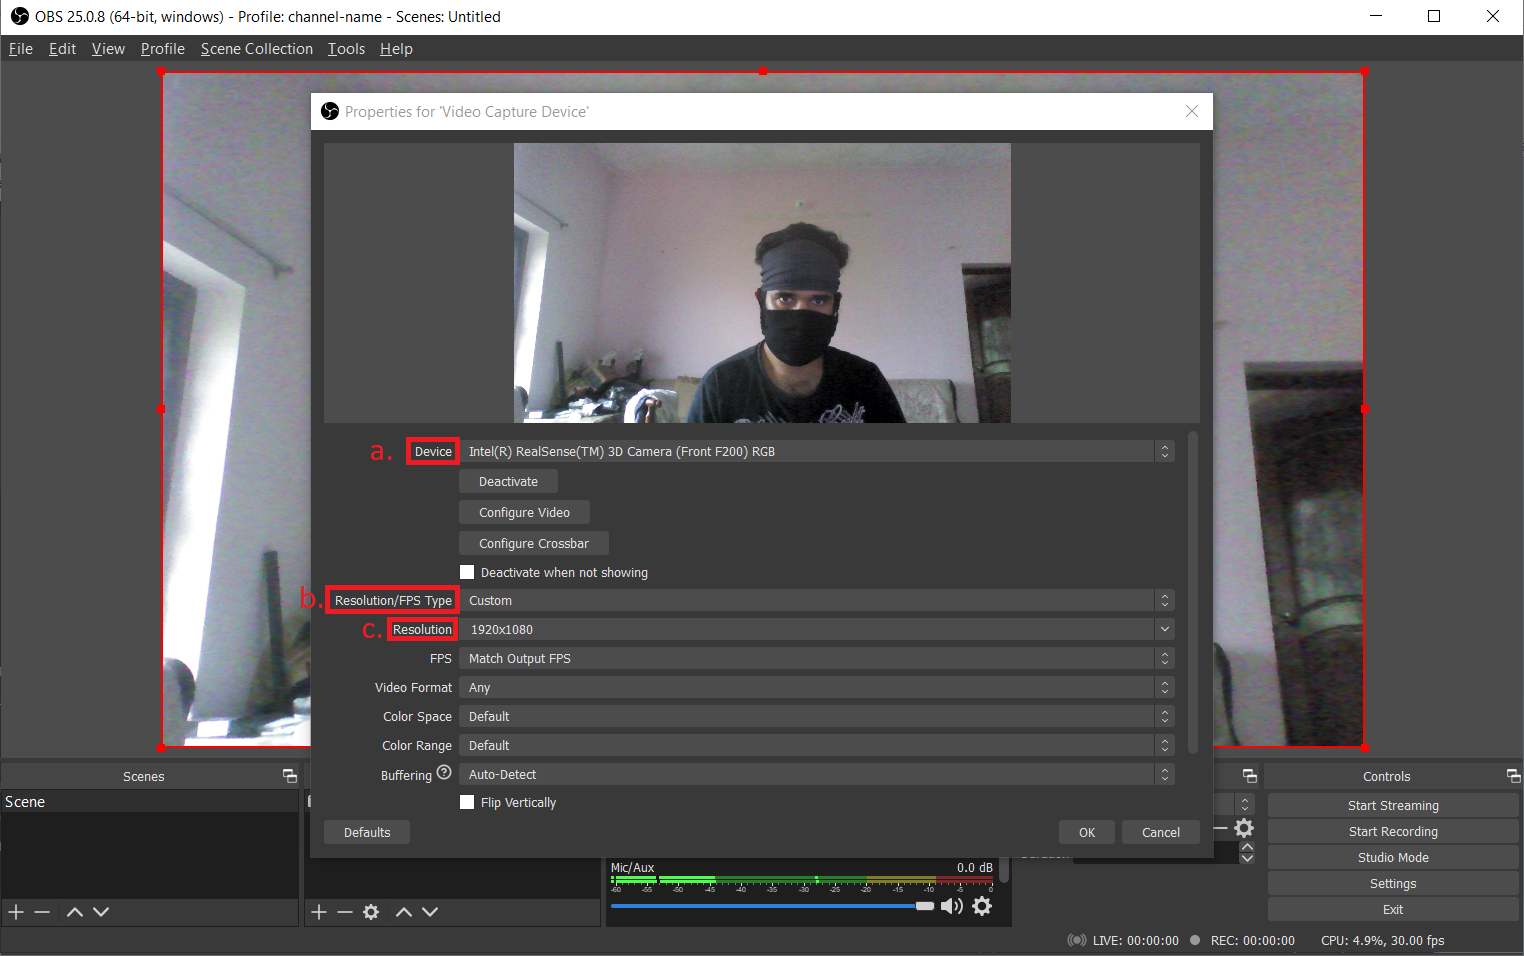 OBS 25.0.8 (64-bit, windows) - Profile: channel-name - Scenes: Untitled
File Edit View Profile Scene Collection Tools Help
Properties for 'Video Capture Device'
a. Device Intel(R) RealSense(TM) 3D Camera (Front F200) RGB
Deactivate
Configure Video
Configure Crossbar
Deactivate when not showing
b. Resolution/FPS Type Custom
c. Resolution 1920x1080
FPS Match Output FPS
Video Format Any
Color Space Default
Color Range Default
Buffering ? Auto-Detect
Flip Vertically
Defaults OK Cancel
Scenes
Scene
Mic/Aux 0.0 dB
-60 -55 -50 -45 -40 -35 -30 -25 -20 -15 -10 -5 0
Controls
Start Streaming
Start Recording
Studio Mode
Settings
Exit
LIVE: 00:00:00 REC: 00:00:00 CPU: 4.9%, 30.00 fps